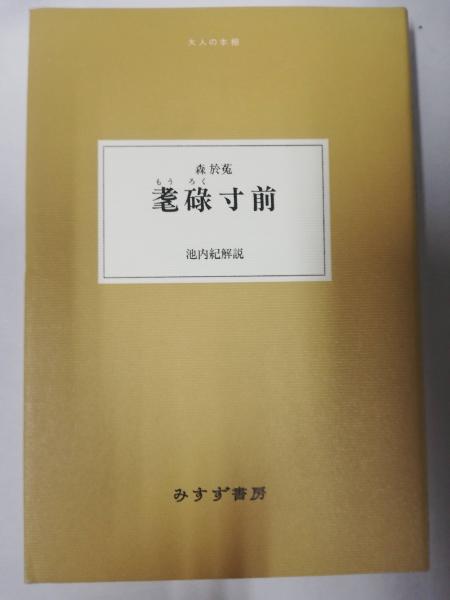 大人の本棚
森於菟
もうろく
耄碌寸前
池内紀解説
みすず書房